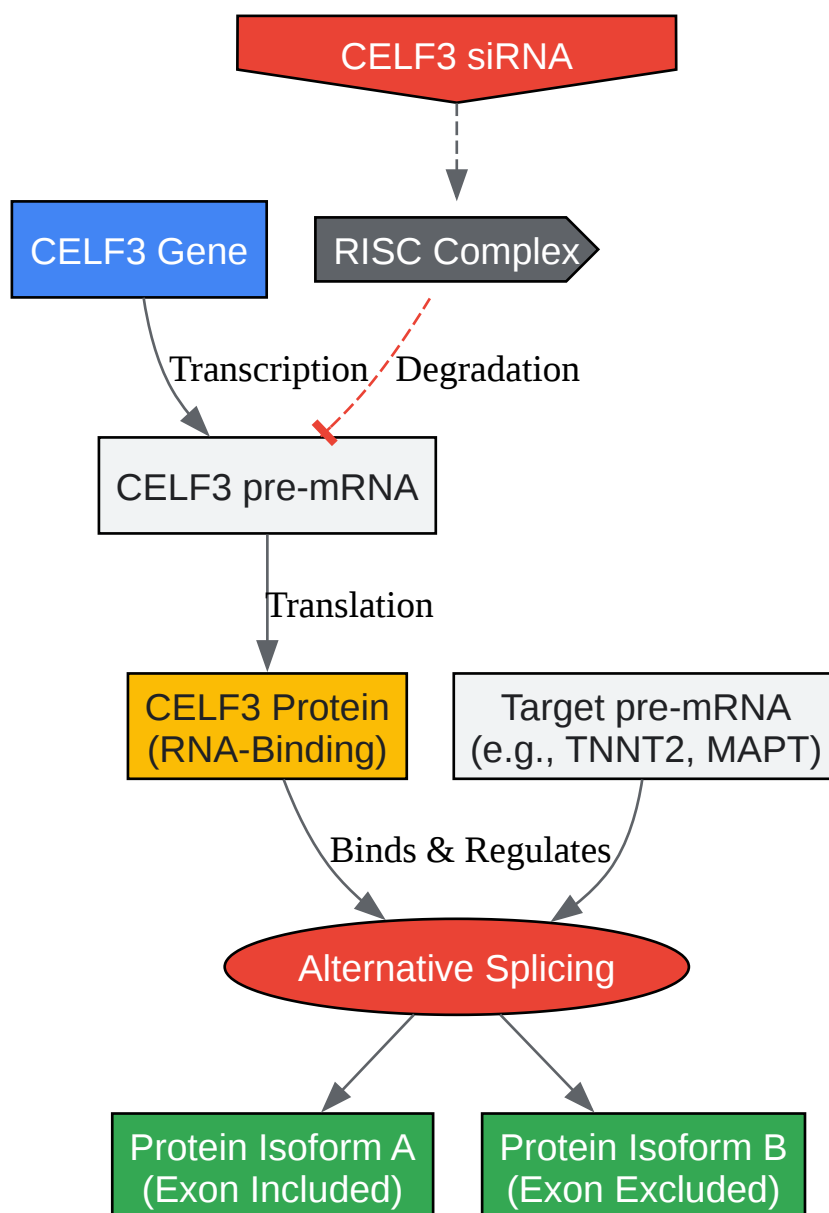 CELF3 siRNA
CELF3 Gene
RISC Complex
Transcription
Degradation
CELF3 pre-mRNA
Translation
CELF3 Protein
(RNA-Binding)
Target pre-mRNA
(e.g., TNNT2, MAPT)
Binds & Regulates
Alternative Splicing
Protein Isoform A
(Exon Included)
Protein Isoform B
(Exon Excluded)